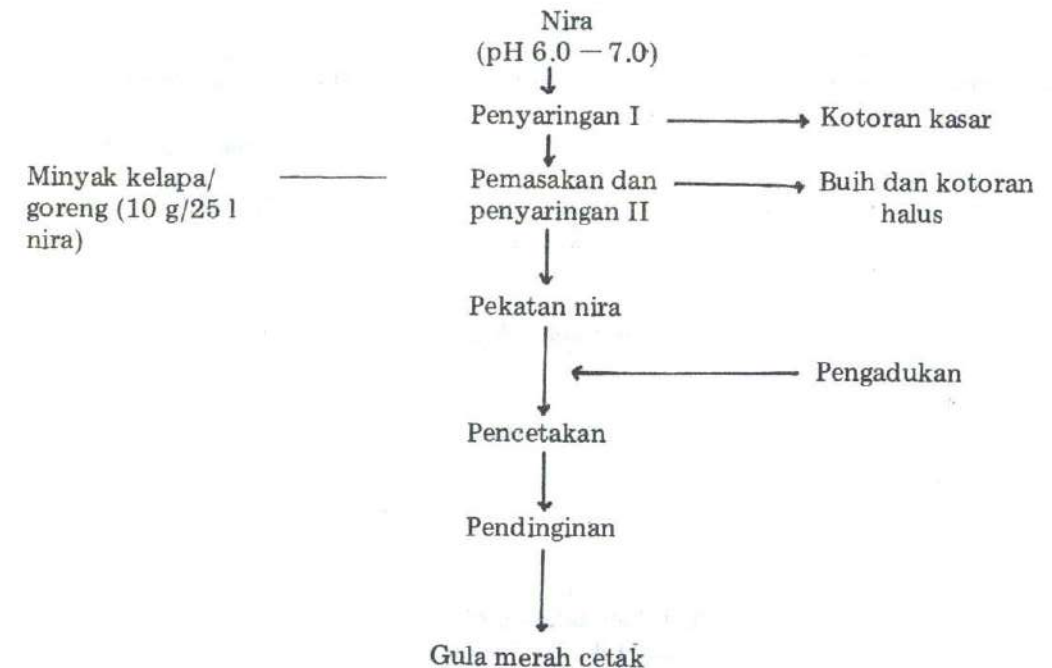 Nira
(pH 6.0 — 7.0)
Penyaringan I
Kotoran kasar
Minyak kelapa/
goreng (10 g/25 l
nira)
Pemasakan dan
penyaringan II
Buih dan kotoran
halus
Pekatan nira
Pengadukan
Pencetakan
Pendinginan
Gula merah cetak